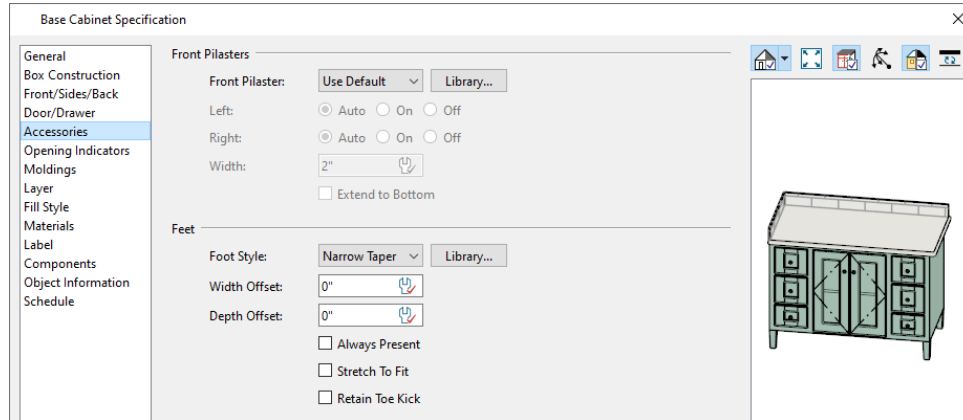 Base Cabinet Specification
General
Box Construction
Front/Sides/Back
Door/Drawer
Accessories
Opening Indicators
Moldings
Layer
Fill Style
Materials
Label
Components
Object Information
Schedule
Front Pilasters
Front Pilaster: Use Default Library...
Left: Auto On Off
Right: Auto On Off
Width: 2"
Extend to Bottom
Feet
Foot Style: Narrow Taper Library...
Width Offset: 0"
Depth Offset: 0"
Always Present
Stretch To Fit
Retain Toe Kick